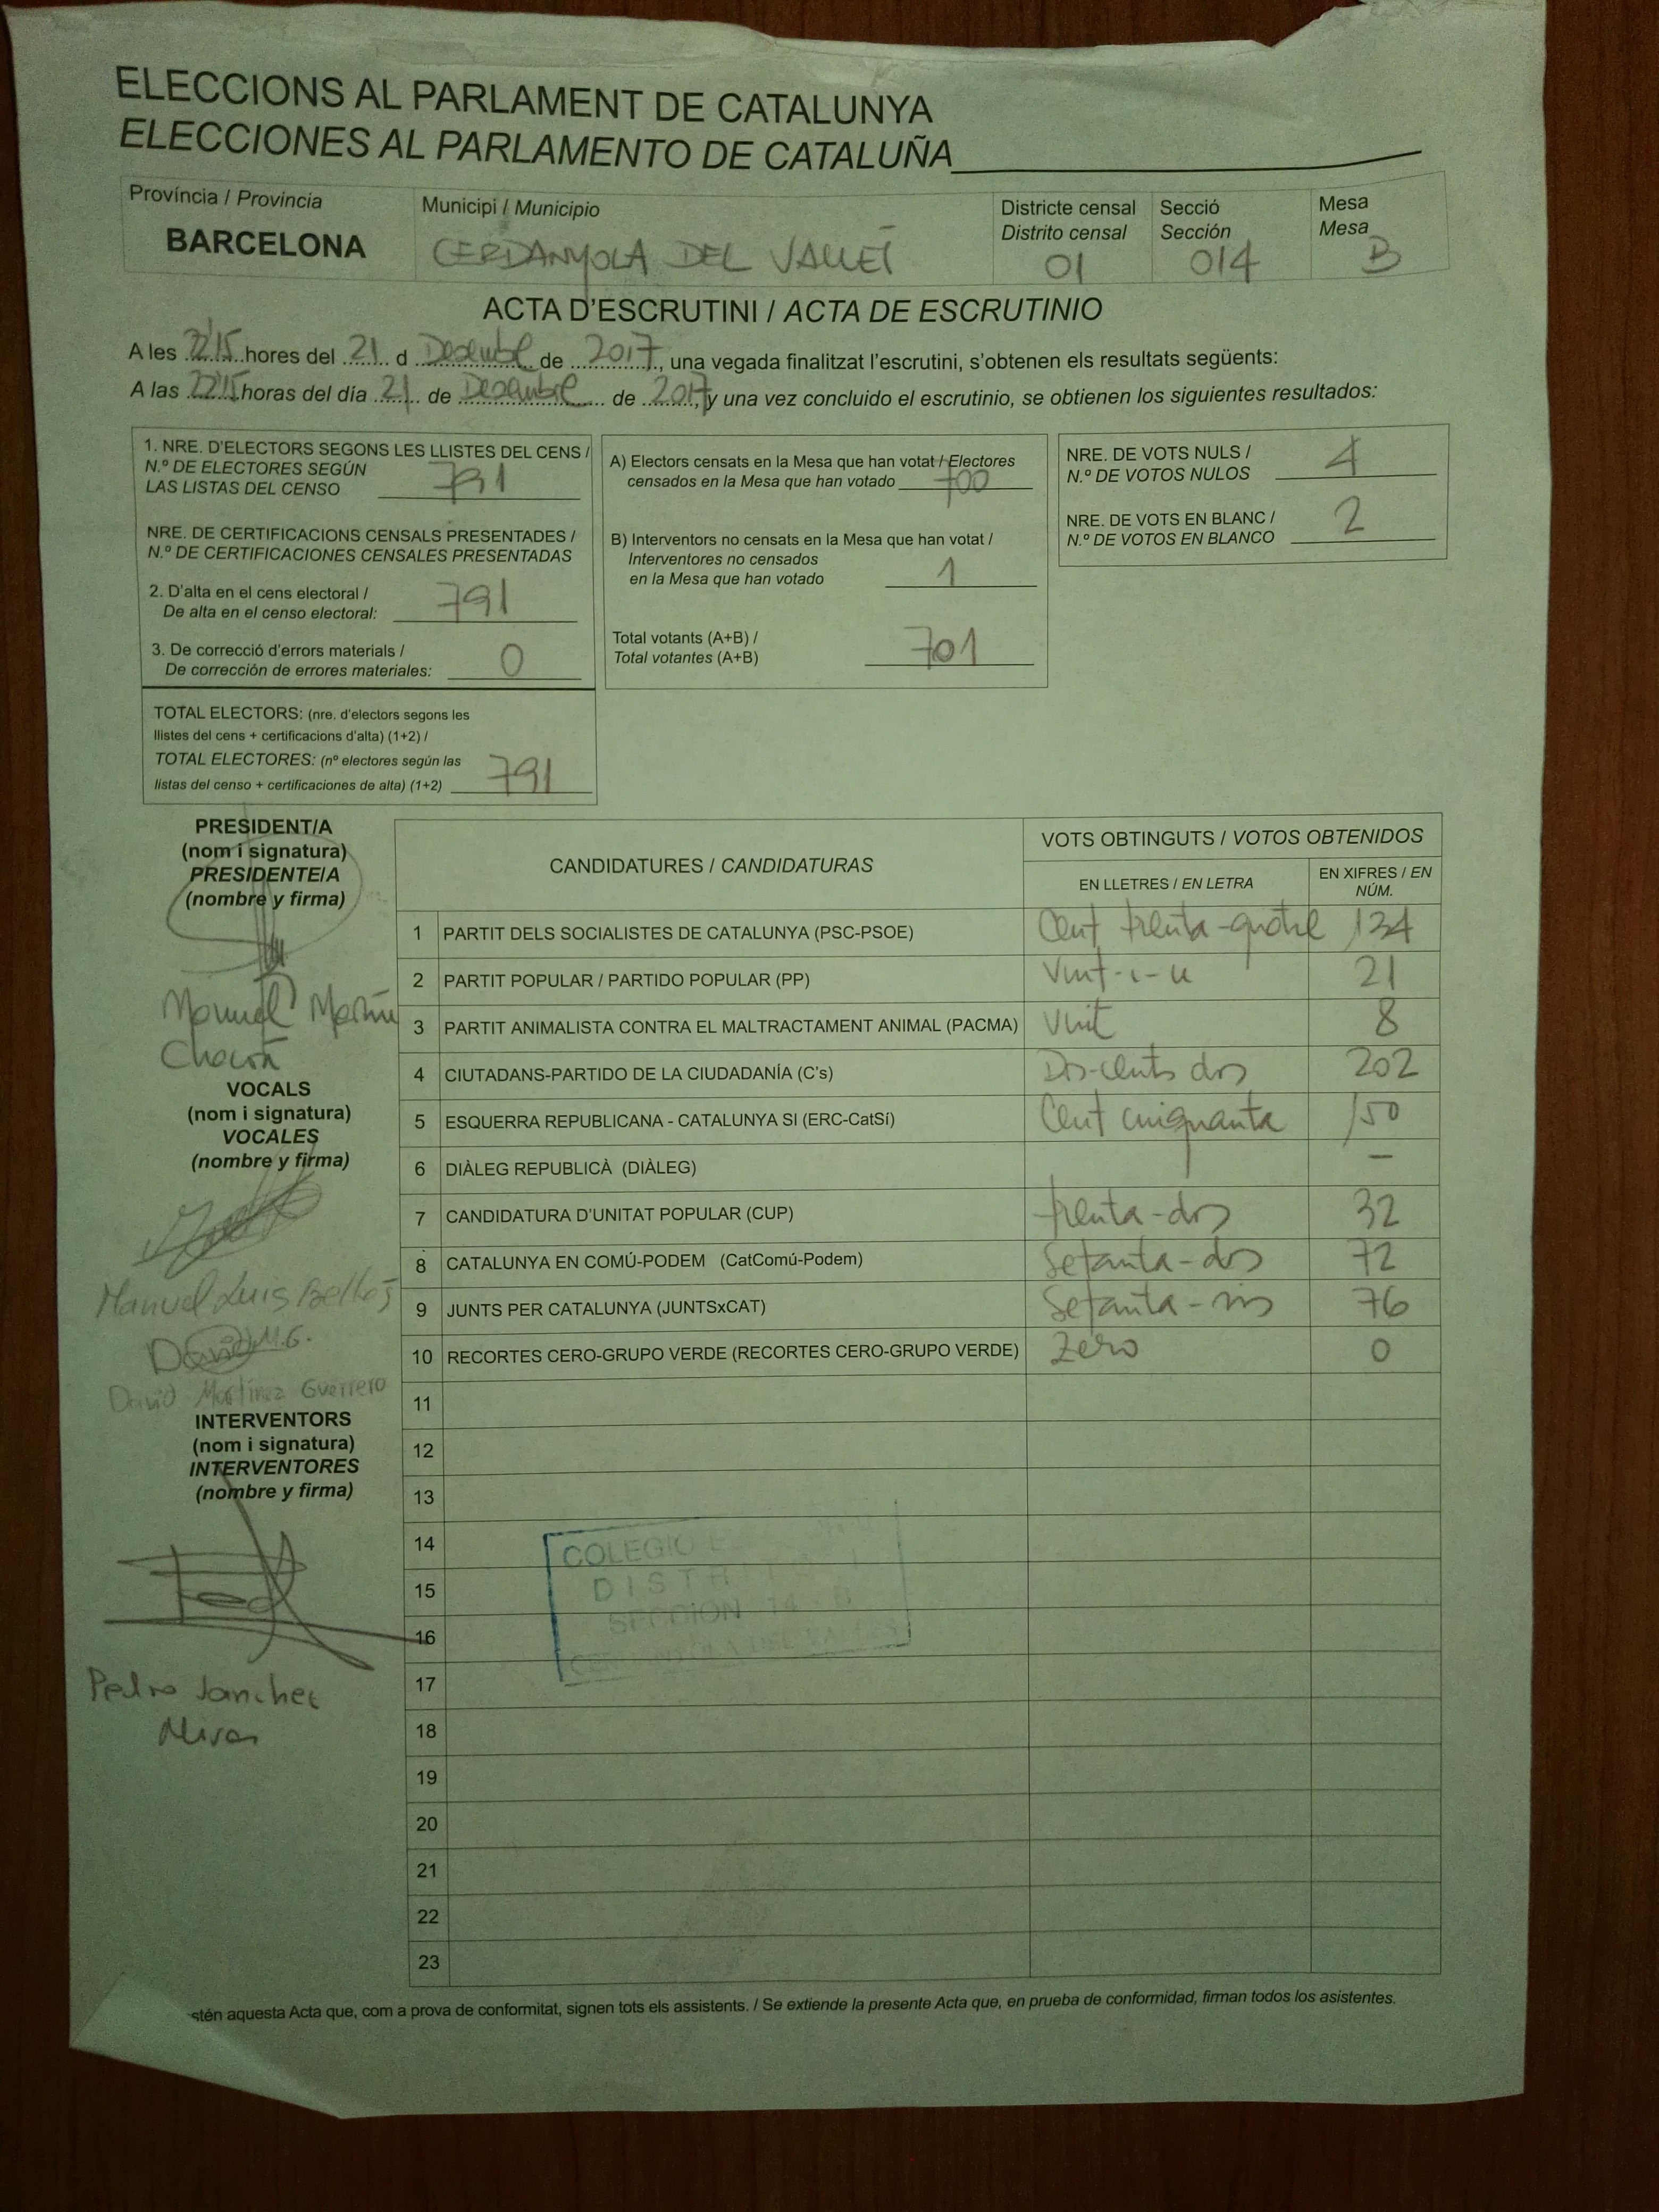 ELECCIONS AL PARLAMENT DE CATALUNYA
ELECCIONES AL PARLAMENTO DE CATALUÑA
Província / Provincia
BARCELONA
Municipi / Municipio
CERDANYOLA DEL VALLÈS
Districte censal
Distrito censal
01
Secció
Sección
014
Mesa
Mesa
B
ACTA D'ESCRUTINI / ACTA DE ESCRUTINIO
A les 22'15 hores del 21 d Desembre de 2017, una vegada finalitzat l'escrutini, s'obtenen els resultats següents:
A las 22'15 horas del día 21 de Desembre de 2017, y una vez concluido el escrutinio, se obtienen los siguientes resultados:
1. NRE. D'ELECTORS SEGONS LES LLISTES DEL CENS /
N.º DE ELECTORES SEGÚN
LAS LISTAS DEL CENSO 791
NRE. DE CERTIFICACIONS CENSALS PRESENTADES /
N.º DE CERTIFICACIONES CENSALES PRESENTADAS
2. D'alta en el cens electoral /
De alta en el censo electoral: 791
3. De correcció d'errors materials /
De corrección de errores materiales: 0
TOTAL ELECTORS: (nre. d'electors segons les
llistes del cens + certificacions d'alta) (1+2) /
TOTAL ELECTORES: (nº electores según las
listas del censo + certificaciones de alta) (1+2) 791
A) Electors censats en la Mesa que han votat / Electores
censados en la Mesa que han votado 700
B) Interventors no censats en la Mesa que han votat /
Interventores no censados
en la Mesa que han votado 1
Total votants (A+B) /
Total votantes (A+B) 701
NRE. DE VOTS NULS /
N.º DE VOTOS NULOS 4
NRE. DE VOTS EN BLANC /
N.º DE VOTOS EN BLANCO 2
PRESIDENT/A
(nom i signatura)
PRESIDENTE/A
(nombre y firma)
Manuel Martín
Chacón
VOCALS
(nom i signatura)
VOCALES
(nombre y firma)
Manuel Luis
David M.G.
David Martínez Guerrero
INTERVENTORS
(nom i signatura)
INTERVENTORES
(nombre y firma)
Pedro Sanchez
CANDIDATURES / CANDIDATURAS
VOTS OBTINGUTS / VOTOS OBTENIDOS
EN LLETRES / EN LETRA
EN XIFRES / EN
NÚM.
1 PARTIT DELS SOCIALISTES DE CATALUNYA (PSC-PSOE) Cent trenta-quatre 134
2 PARTIT POPULAR / PARTIDO POPULAR (PP) Vint-i-u 21
3 PARTIT ANIMALISTA CONTRA EL MALTRACTAMENT ANIMAL (PACMA) Vuit 8
4 CIUTADANS-PARTIDO DE LA CIUDADANÍA (C's) Dos-cents dos 202
5 ESQUERRA REPUBLICANA - CATALUNYA SI (ERC-CatSí) Cent cinquanta 150
6 DIÀLEG REPUBLICÀ (DIÀLEG) –
7 CANDIDATURA D'UNITAT POPULAR (CUP) trenta-dos 32
8 CATALUNYA EN COMÚ-PODEM (CatComú-Podem) Setanta-dos 72
9 JUNTS PER CATALUNYA (JUNTSxCAT) Setanta-sis 76
10 RECORTES CERO-GRUPO VERDE (RECORTES CERO-GRUPO VERDE) Zero 0
11
12
13
14
15
16
17
18
19
20
21
22
23
COLEGIO
DISTRITO
SECCION 14 - B
CERDANYOLA DEL VALLES
stén aquesta Acta que, com a prova de conformitat, signen tots els assistents. / Se extiende la presente Acta que, en prueba de conformidad, firman todos los asistentes.